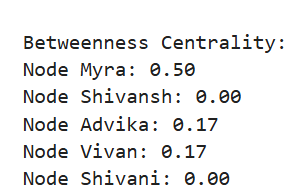 Betweenness Centrality:
Node Myra: 0.50
Node Shivansh: 0.00
Node Advika: 0.17
Node Vivan: 0.17
Node Shivani: 0.00